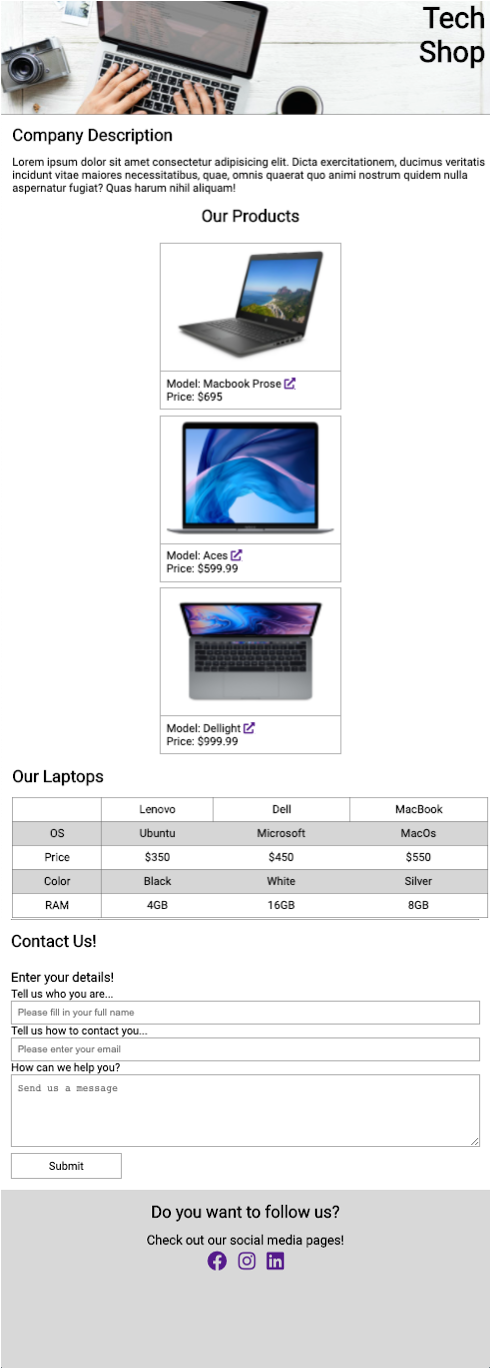 Tech
Shop
Company Description
Lorem ipsum dolor sit amet consectetur adipisicing elit. Dicta exercitationem, ducimus veritatis
incidunt vitae maiores necessitatibus, quae, omnis quaerat quo animi nostrum quidem nulla
aspernatur fugiat? Quas harum nihil aliquam!
Our Products
Model: Macbook Prose
Price: $695
Model: Aces
Price: $599.99
Model: Dellight
Price: $999.99
Our Laptops
Lenovo Dell MacBook
OS Ubuntu Microsoft MacOs
Price $350 $450 $550
Color Black White Silver
RAM 4GB 16GB 8GB
Contact Us!
Enter your details!
Tell us who you are...
Please fill in your full name
Tell us how to contact you...
Please enter your email
How can we help you?
Send us a message
Submit
Do you want to follow us?
Check out our social media pages!